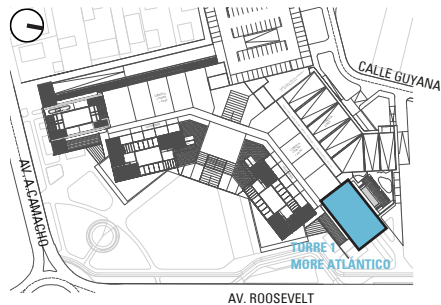 CALLE GUYANA
AV. A.CAMACHO
TORRE 1
MORE ATLÁNTICO
AV. ROOSEVELT